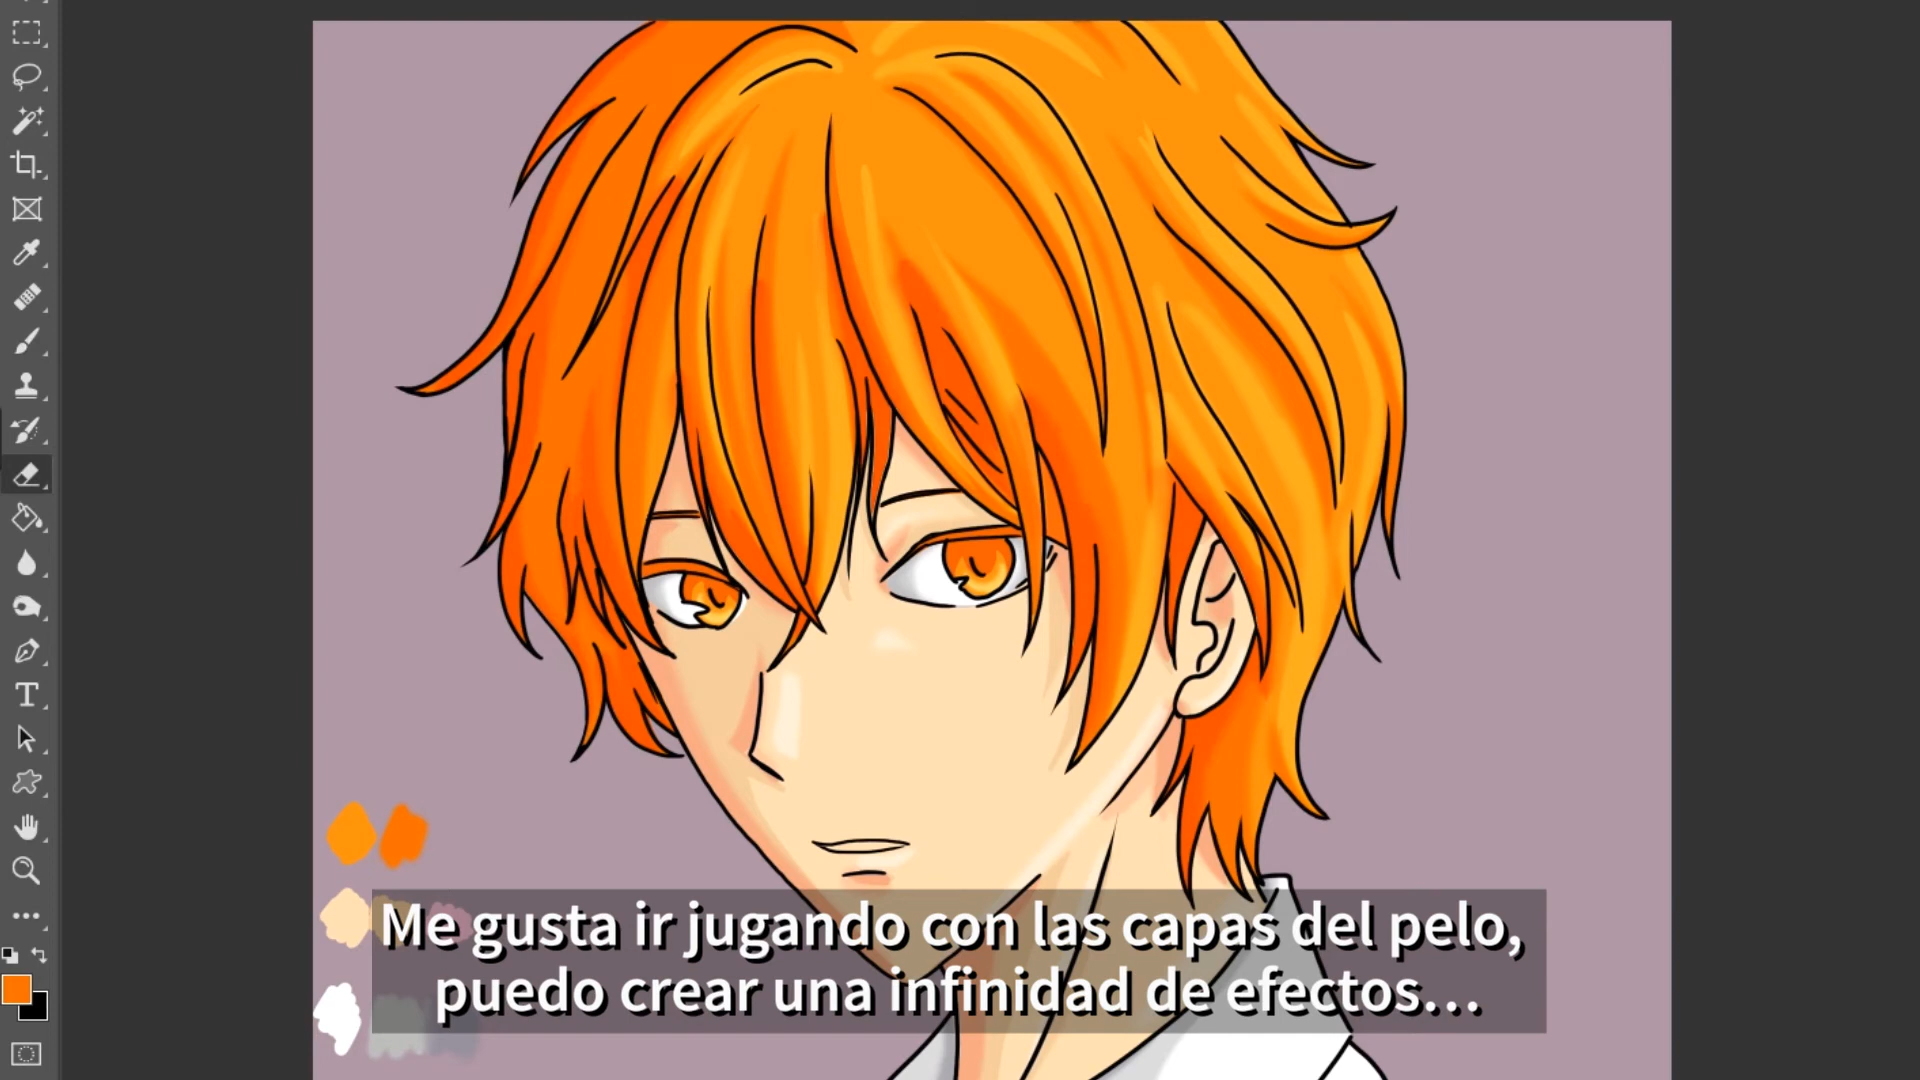 Me gusta ir jugando con las capas del pelo,
puedo crear una infinidad de efectos...